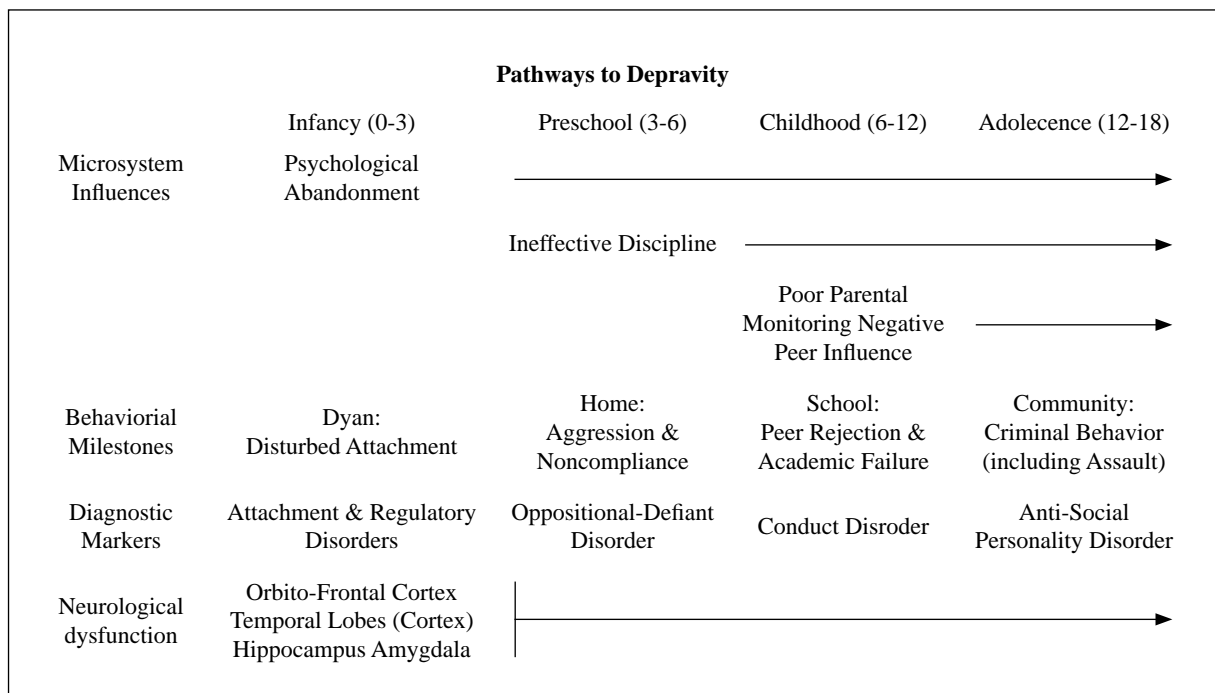 Pathways to Depravity
Infancy (0-3) Preschool (3-6) Childhood (6-12) Adolecence (12-18)
Microsystem
Influences
Psychological
Abandonment
Ineffective Discipline
Poor Parental
Monitoring Negative
Peer Influence
Behaviorial
Milestones
Dyan:
Disturbed Attachment
Home:
Aggression &
Noncompliance
School:
Peer Rejection &
Academic Failure
Community:
Criminal Behavior
(including Assault)
Diagnostic
Markers
Attachment & Regulatory
Disorders
Oppositional-Defiant
Disorder
Conduct Disroder
Anti-Social
Personality Disorder
Neurological
dysfunction
Orbito-Frontal Cortex
Temporal Lobes (Cortex)
Hippocampus Amygdala